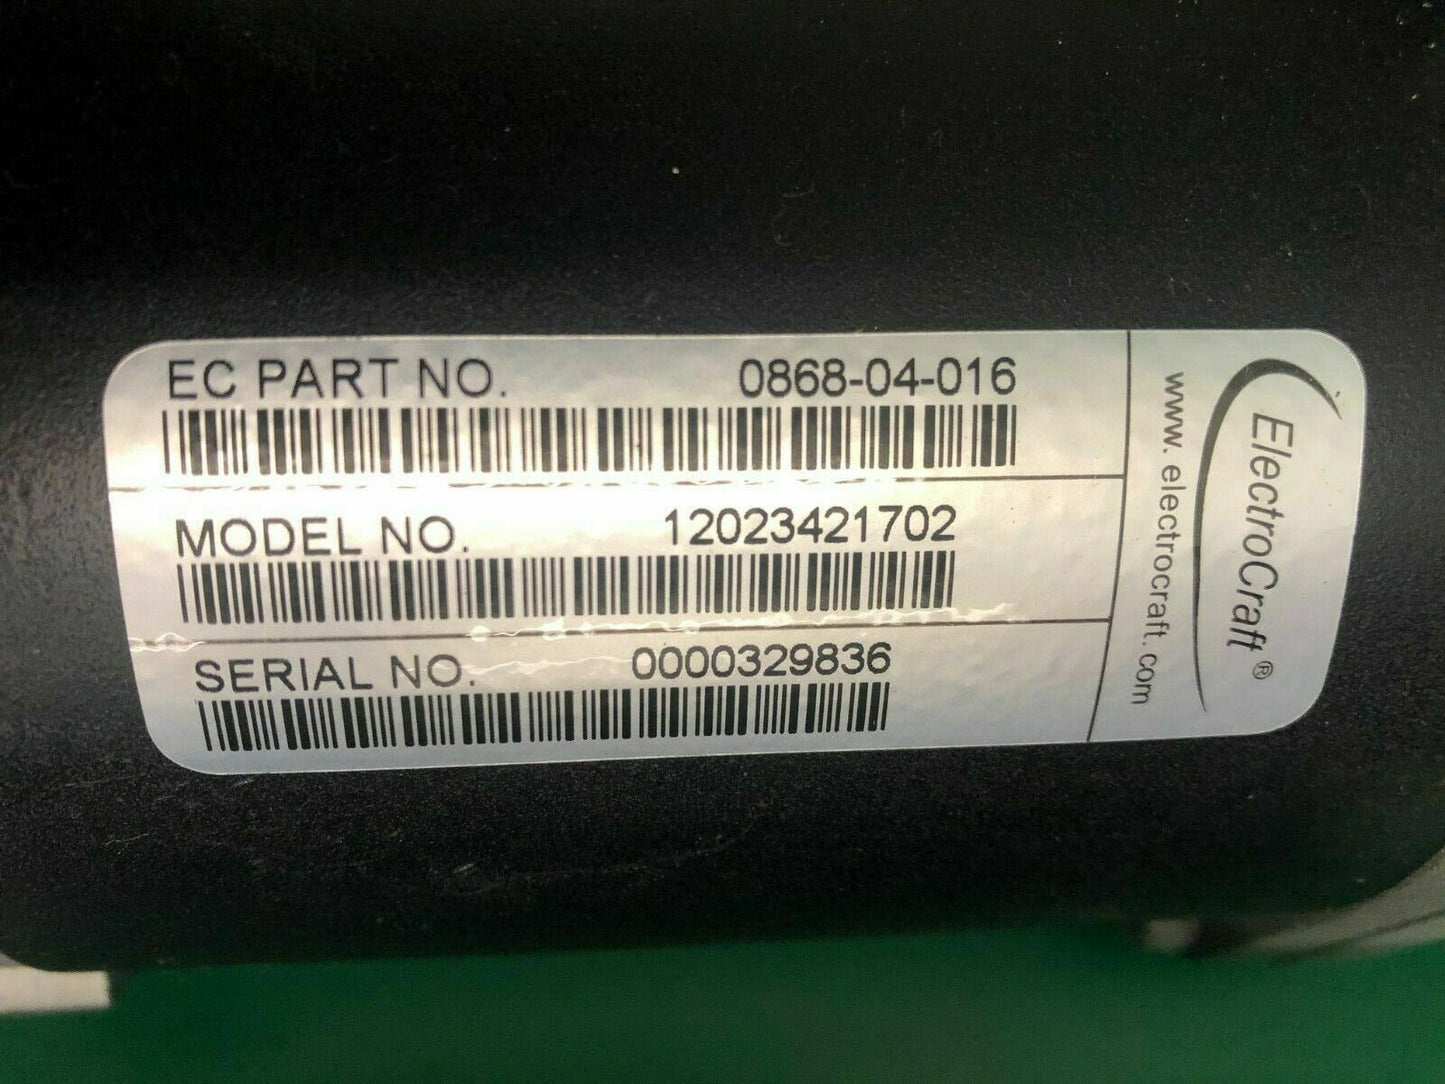 EC PART NO. 0868-04-016
MODEL NO. 12023421702
SERIAL NO. 0000329836
www.electrocraft.com
ElectroCraft®